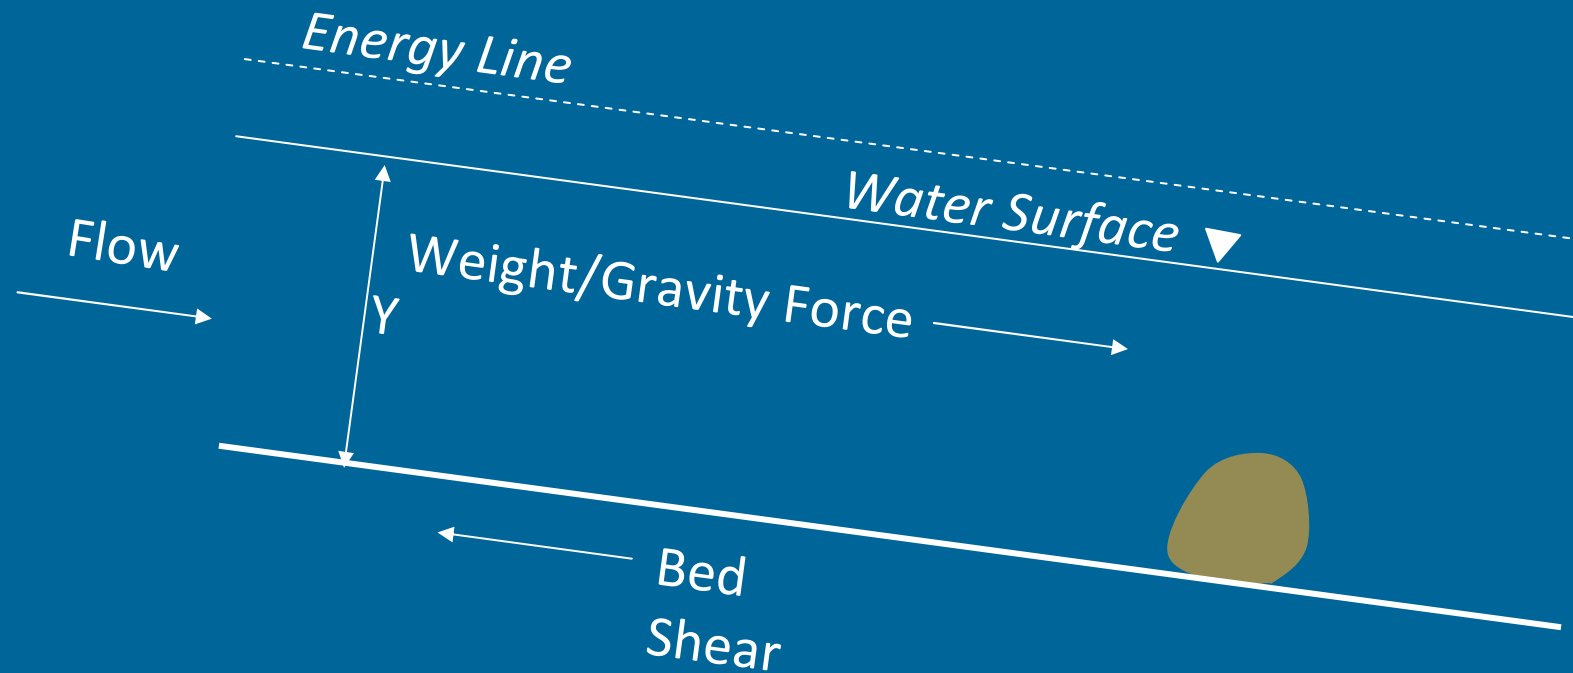 Energy Line
Water Surface
Flow
Weight/Gravity Force
Y
Bed
Shear